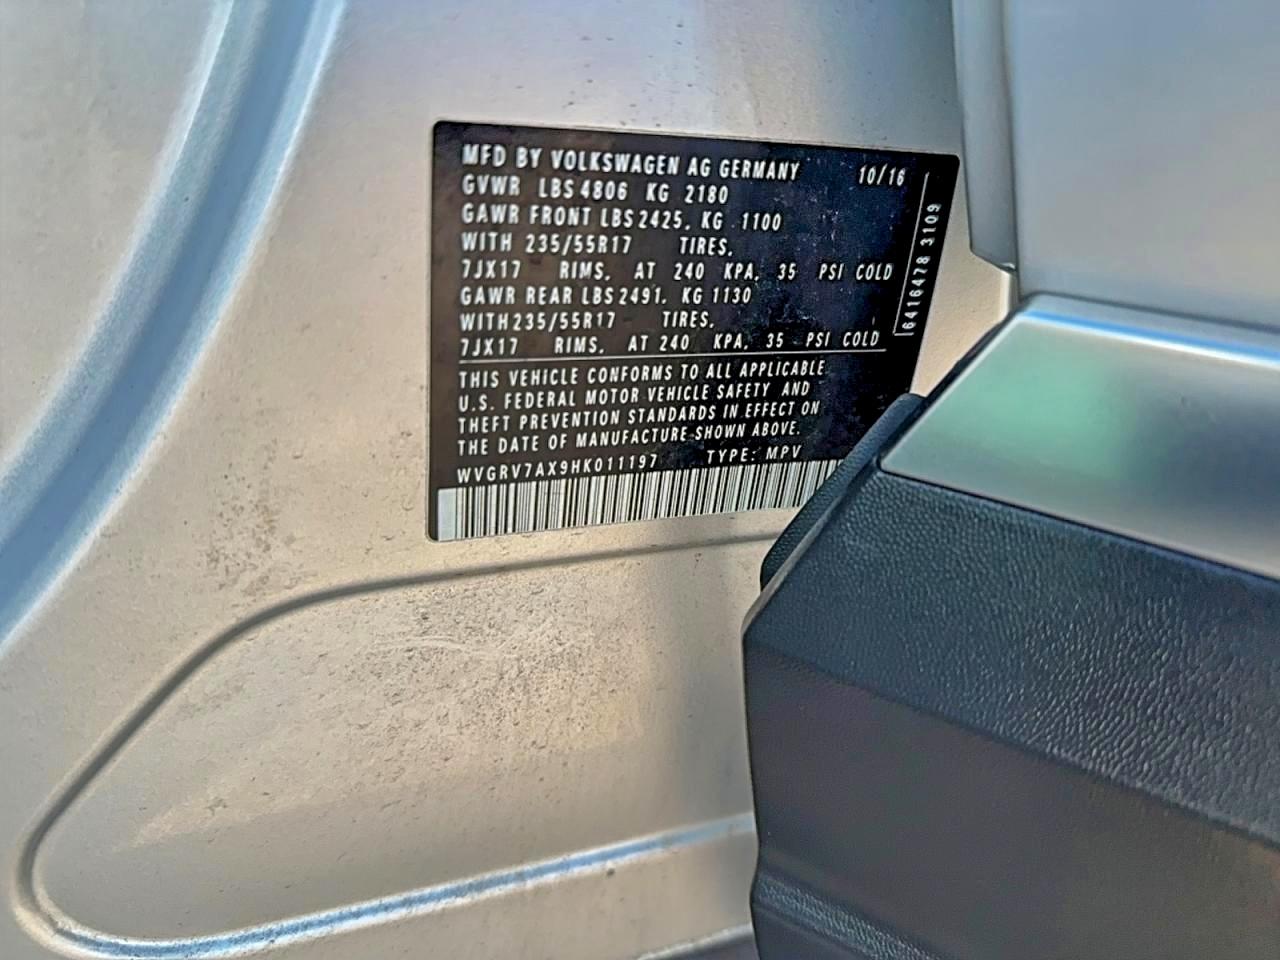 MFD BY VOLKSWAGEN AG GERMANY 10/16
GVWR LBS 4806 KG 2180
GAWR FRONT LBS 2425, KG 1100
WITH 235/55R17 TIRES,
7JX17 RIMS, AT 240 KPA, 35 PSI COLD
GAWR REAR LBS 2491, KG 1130
WITH 235/55R17 TIRES,
7JX17 RIMS, AT 240 KPA, 35 PSI COLD
THIS VEHICLE CONFORMS TO ALL APPLICABLE
U.S. FEDERAL MOTOR VEHICLE SAFETY AND
THEFT PREVENTION STANDARDS IN EFFECT ON
THE DATE OF MANUFACTURE SHOWN ABOVE.
WVGRV7AX9HK011197 TYPE: MPV
6416478 3109